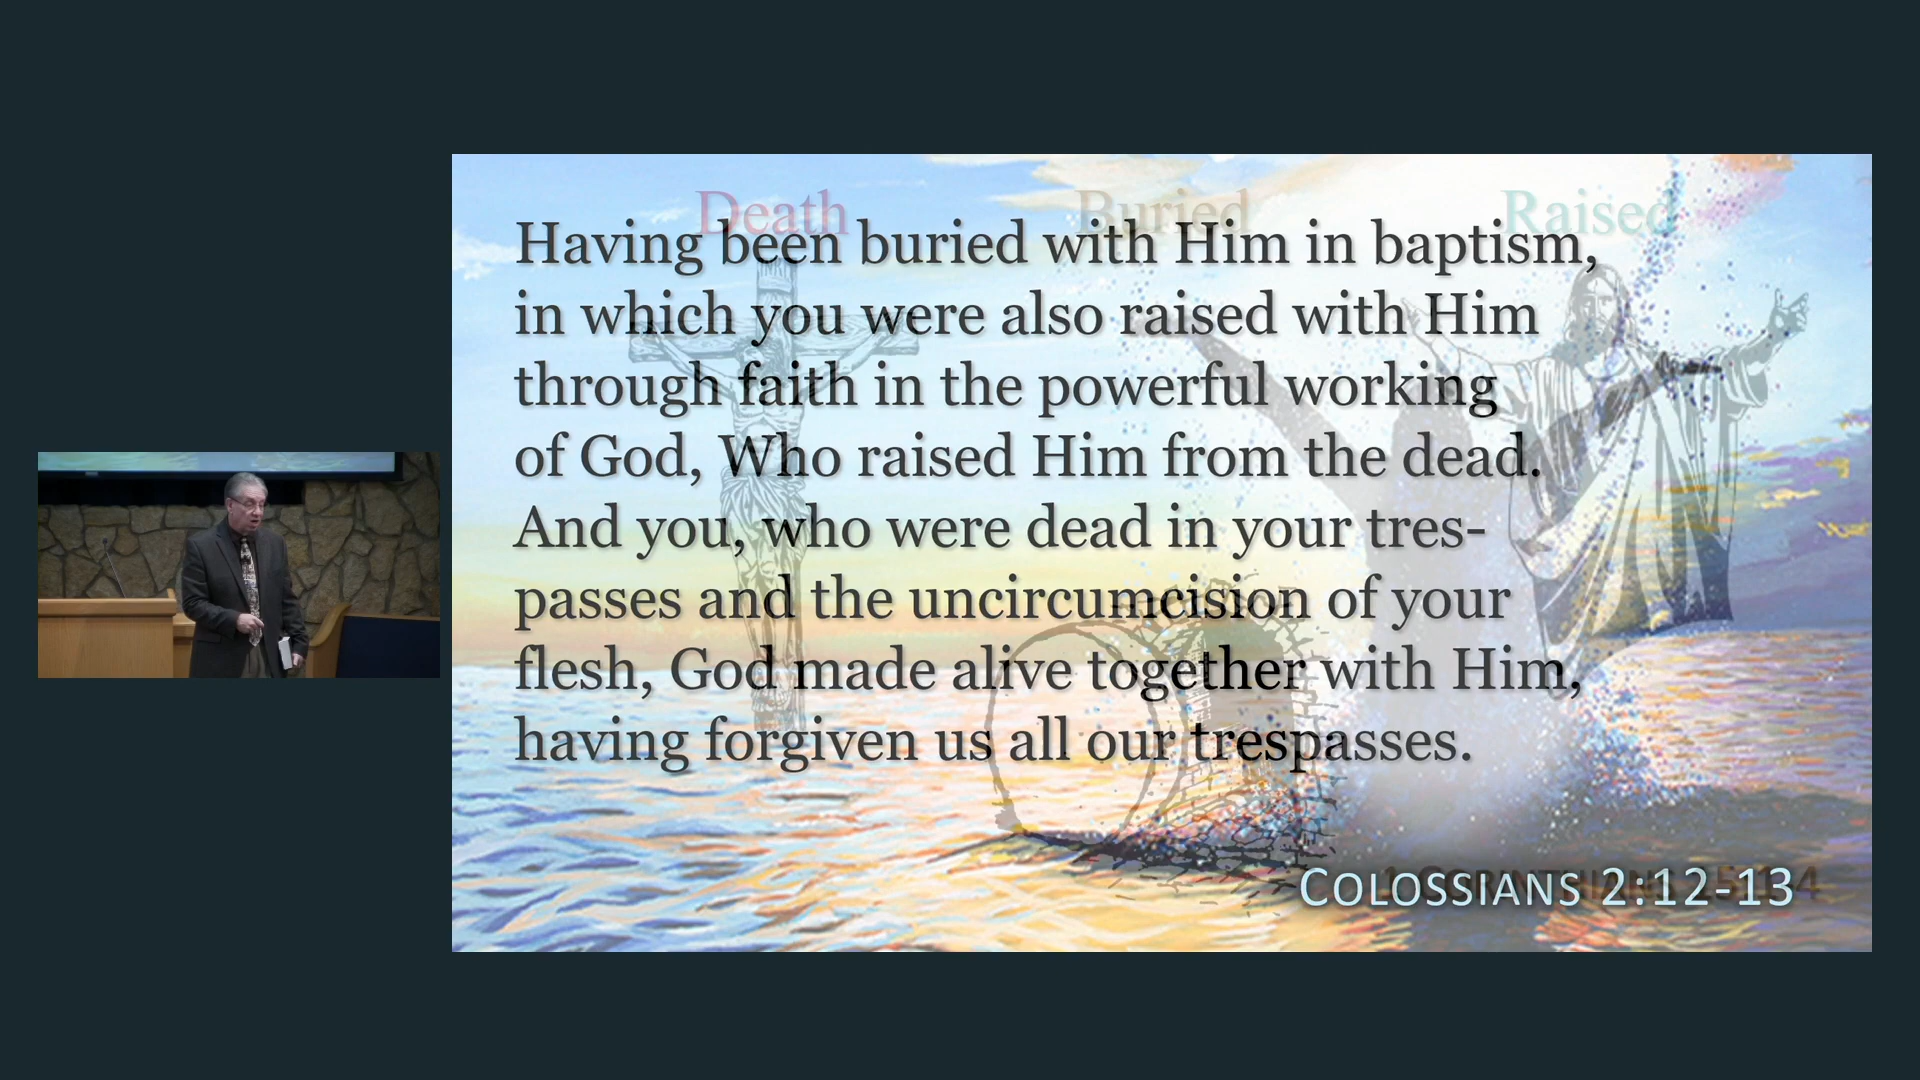 Death Buried Raised
Having been buried with Him in baptism,
in which you were also raised with Him
through faith in the powerful working
of God, Who raised Him from the dead.
And you, who were dead in your tres-
passes and the uncircumcision of your
flesh, God made alive together with Him,
having forgiven us all our trespasses.
COLOSSIANS 2:12-13